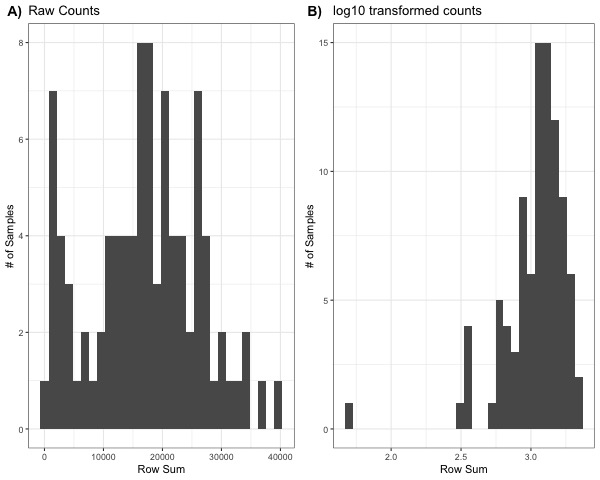 A) Raw Counts
# of Samples
8
6
4
2
0
0 10000 20000 30000 40000
Row Sum
B) log10 transformed counts
# of Samples
15
10
5
0
2.0 2.5 3.0
Row Sum